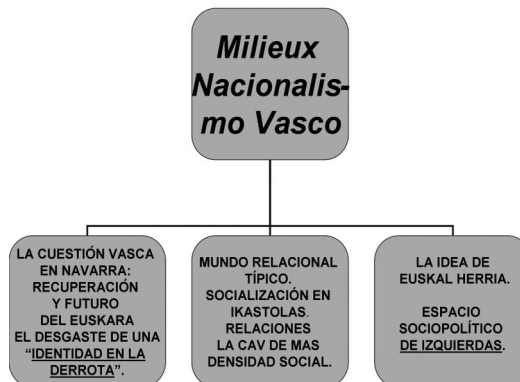 Milieux
Nacionalis-
mo Vasco
LA CUESTIÓN VASCA
EN NAVARRA:
RECUPERACIÓN
Y FUTURO
DEL EUSKARA
EL DESGASTE DE UNA
“IDENTIDAD EN LA
DERROTA”.
MUNDO RELACIONAL
TÍPICO.
SOCIALIZACIÓN EN
IKASTOLAS.
RELACIONES
LA CAV DE MAS
DENSIDAD SOCIAL.
LA IDEA DE
EUSKAL HERRIA.
ESPACIO
SOCIOPOLÍTICO
DE IZQUIERDAS.